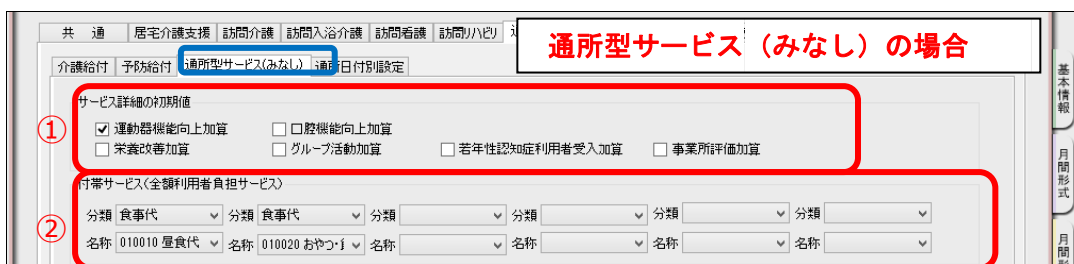 共 通 居宅介護支援 訪問介護 訪問入浴介護 訪問看護 訪問リハビリ
通所型サービス（みなし）の場合
介護給付 予防給付 通所型サービス(みなし) 通所日付別設定
サービス詳細の初期値
① 運動器機能向上加算 口腔機能向上加算
栄養改善加算 グループ活動加算 若年性認知症利用者受入加算 事業所評価加算
付帯サービス(全額利用者負担サービス)
② 分類 食事代 分類 食事代 分類 分類 分類 分類
名称 010010 昼食代 名称 010020 おやつ・ 名称 名称 名称 名称
基本情報
月間形式
月間